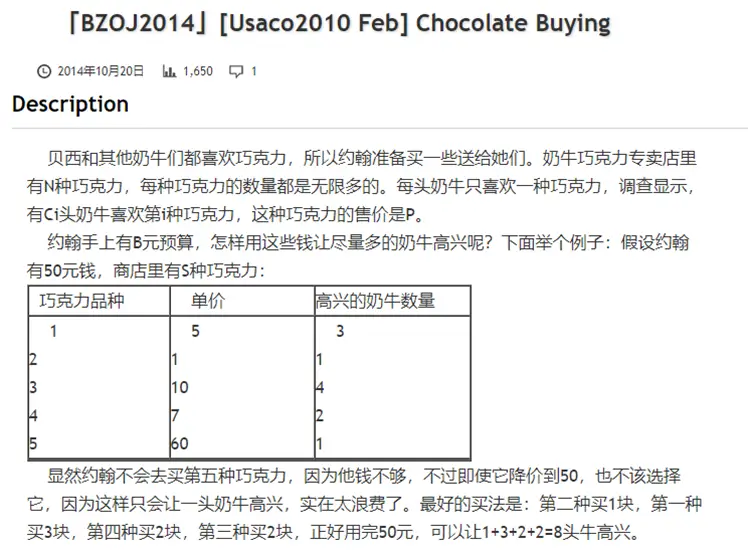 「BZOJ2014」[Usaco2010 Feb] Chocolate Buying
2014年10月20日 1,650 1
Description
贝西和其他奶牛们都喜欢巧克力，所以约翰准备买一些送给她们。奶牛巧克力专卖店里
有N种巧克力，每种巧克力的数量都是无限多的。每头奶牛只喜欢一种巧克力，调查显示，
有Ci头奶牛喜欢第i种巧克力，这种巧克力的售价是P。
约翰手上有B元预算，怎样用这些钱让尽量多的奶牛高兴呢？下面举个例子：假设约翰
有50元钱，商店里有S种巧克力：
巧克力品种 单价 高兴的奶牛数量
1 5 3
2 1 1
3 10 4
4 7 2
5 60 1
显然约翰不会去买第五种巧克力，因为他钱不够，不过即使它降价到50，也不该选择
它，因为这样只会让一头奶牛高兴，实在太浪费了。最好的买法是：第二种买1块，第一种
买3块，第四种买2块，第三种买2块，正好用完50元，可以让1+3+2+2=8头牛高兴。